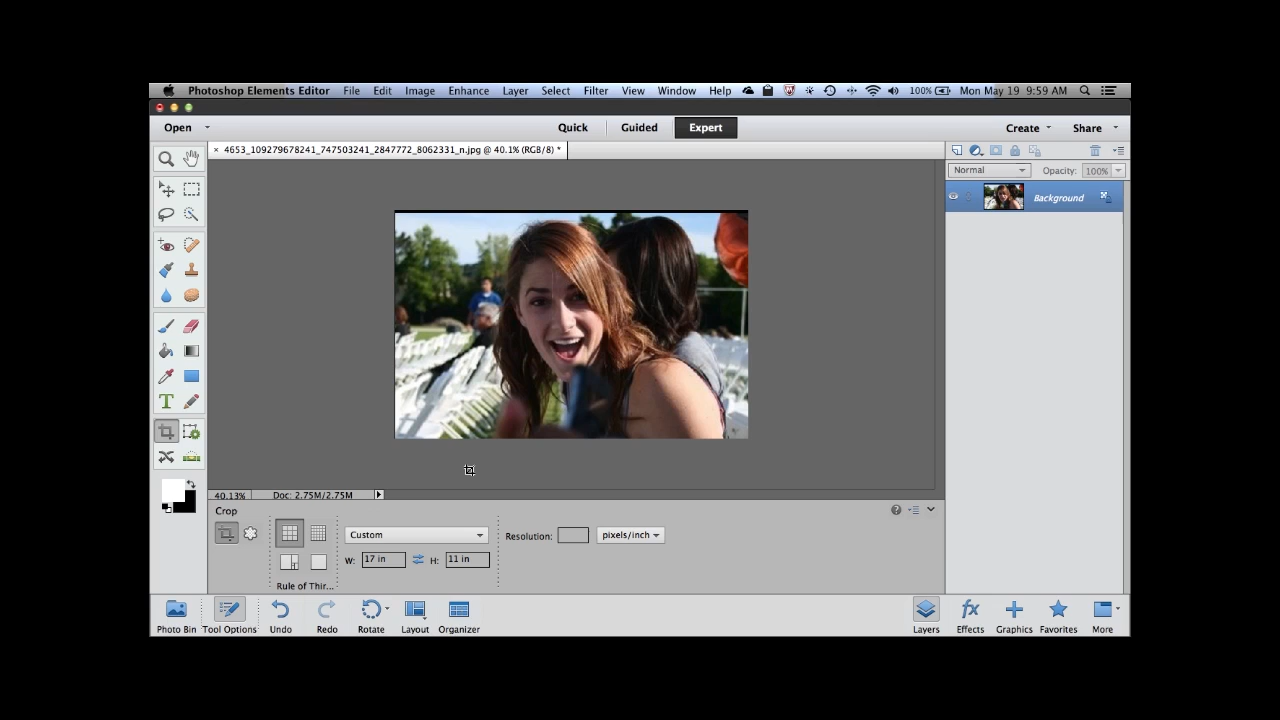 Photoshop Elements Editor File Edit Image Enhance Layer Select Filter View Window Help 100% Mon May 19 9:59 AM
Open Quick Guided Expert Create Share
× 4653_109279678241_747503241_2847772_8062331_n.jpg @ 40.1% (RGB/8) *
Normal Opacity: 100%
Background
T
40.13% Doc: 2.75M/2.75M
Crop
Custom Resolution: pixels/inch
W: 17 in H: 11 in
Rule of Thir...
Photo Bin Tool Options Undo Redo Rotate Layout Organizer Layers Effects Graphics Favorites More